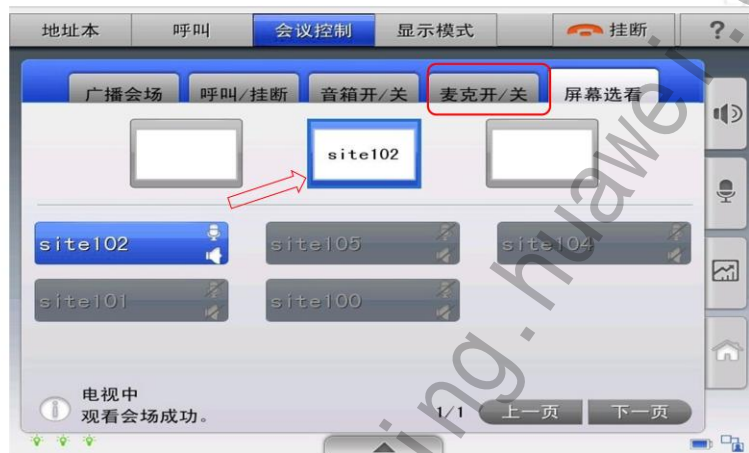 地址本 呼叫 会议控制 显示模式 挂断 ?
广播会场 呼叫/挂断 音箱开/关 麦克开/关 屏幕选看
site102
site102 site105 site104
site101 site100
电视中
观看会场成功。
1/1 上一页 下一页
ing.huawei.